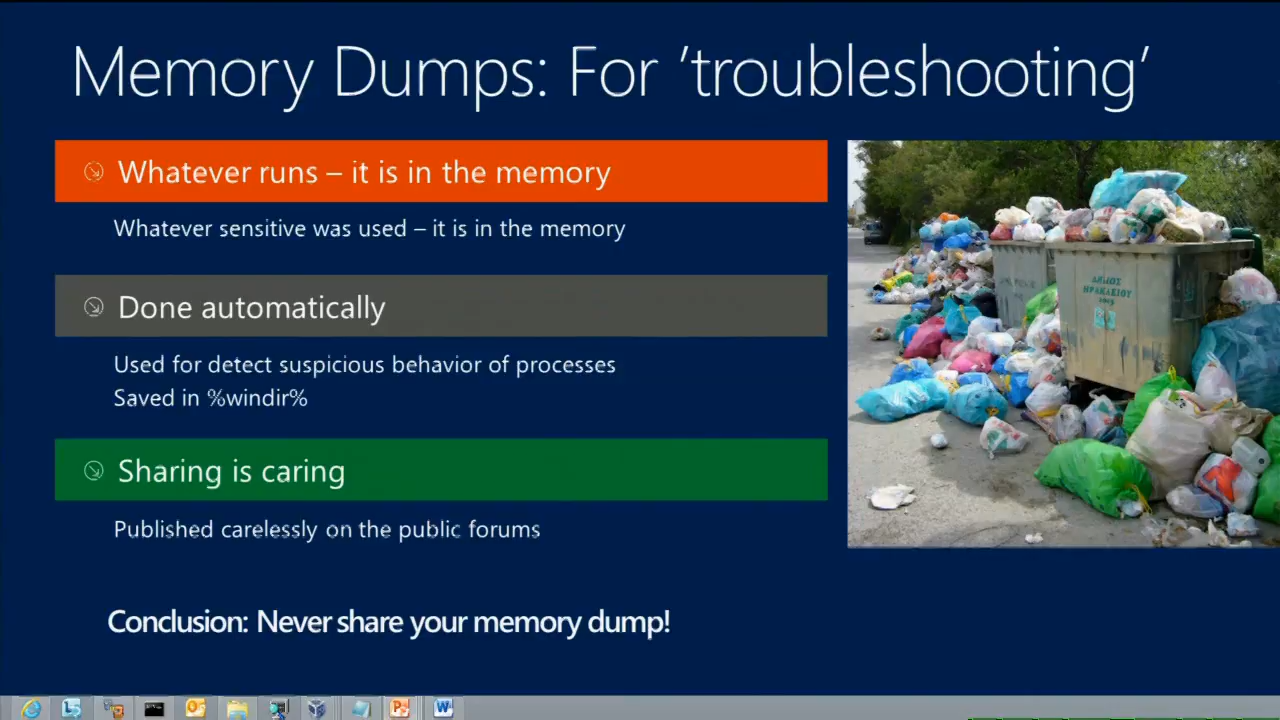 Memory Dumps: For 'troubleshooting'
Whatever runs – it is in the memory
Whatever sensitive was used – it is in the memory
Done automatically
Used for detect suspicious behavior of processes
Saved in %windir%
Sharing is caring
Published carelessly on the public forums
Conclusion: Never share your memory dump!
ΔΗΜΟΣ
ΗΡΑΚΛΕΙΟΥ